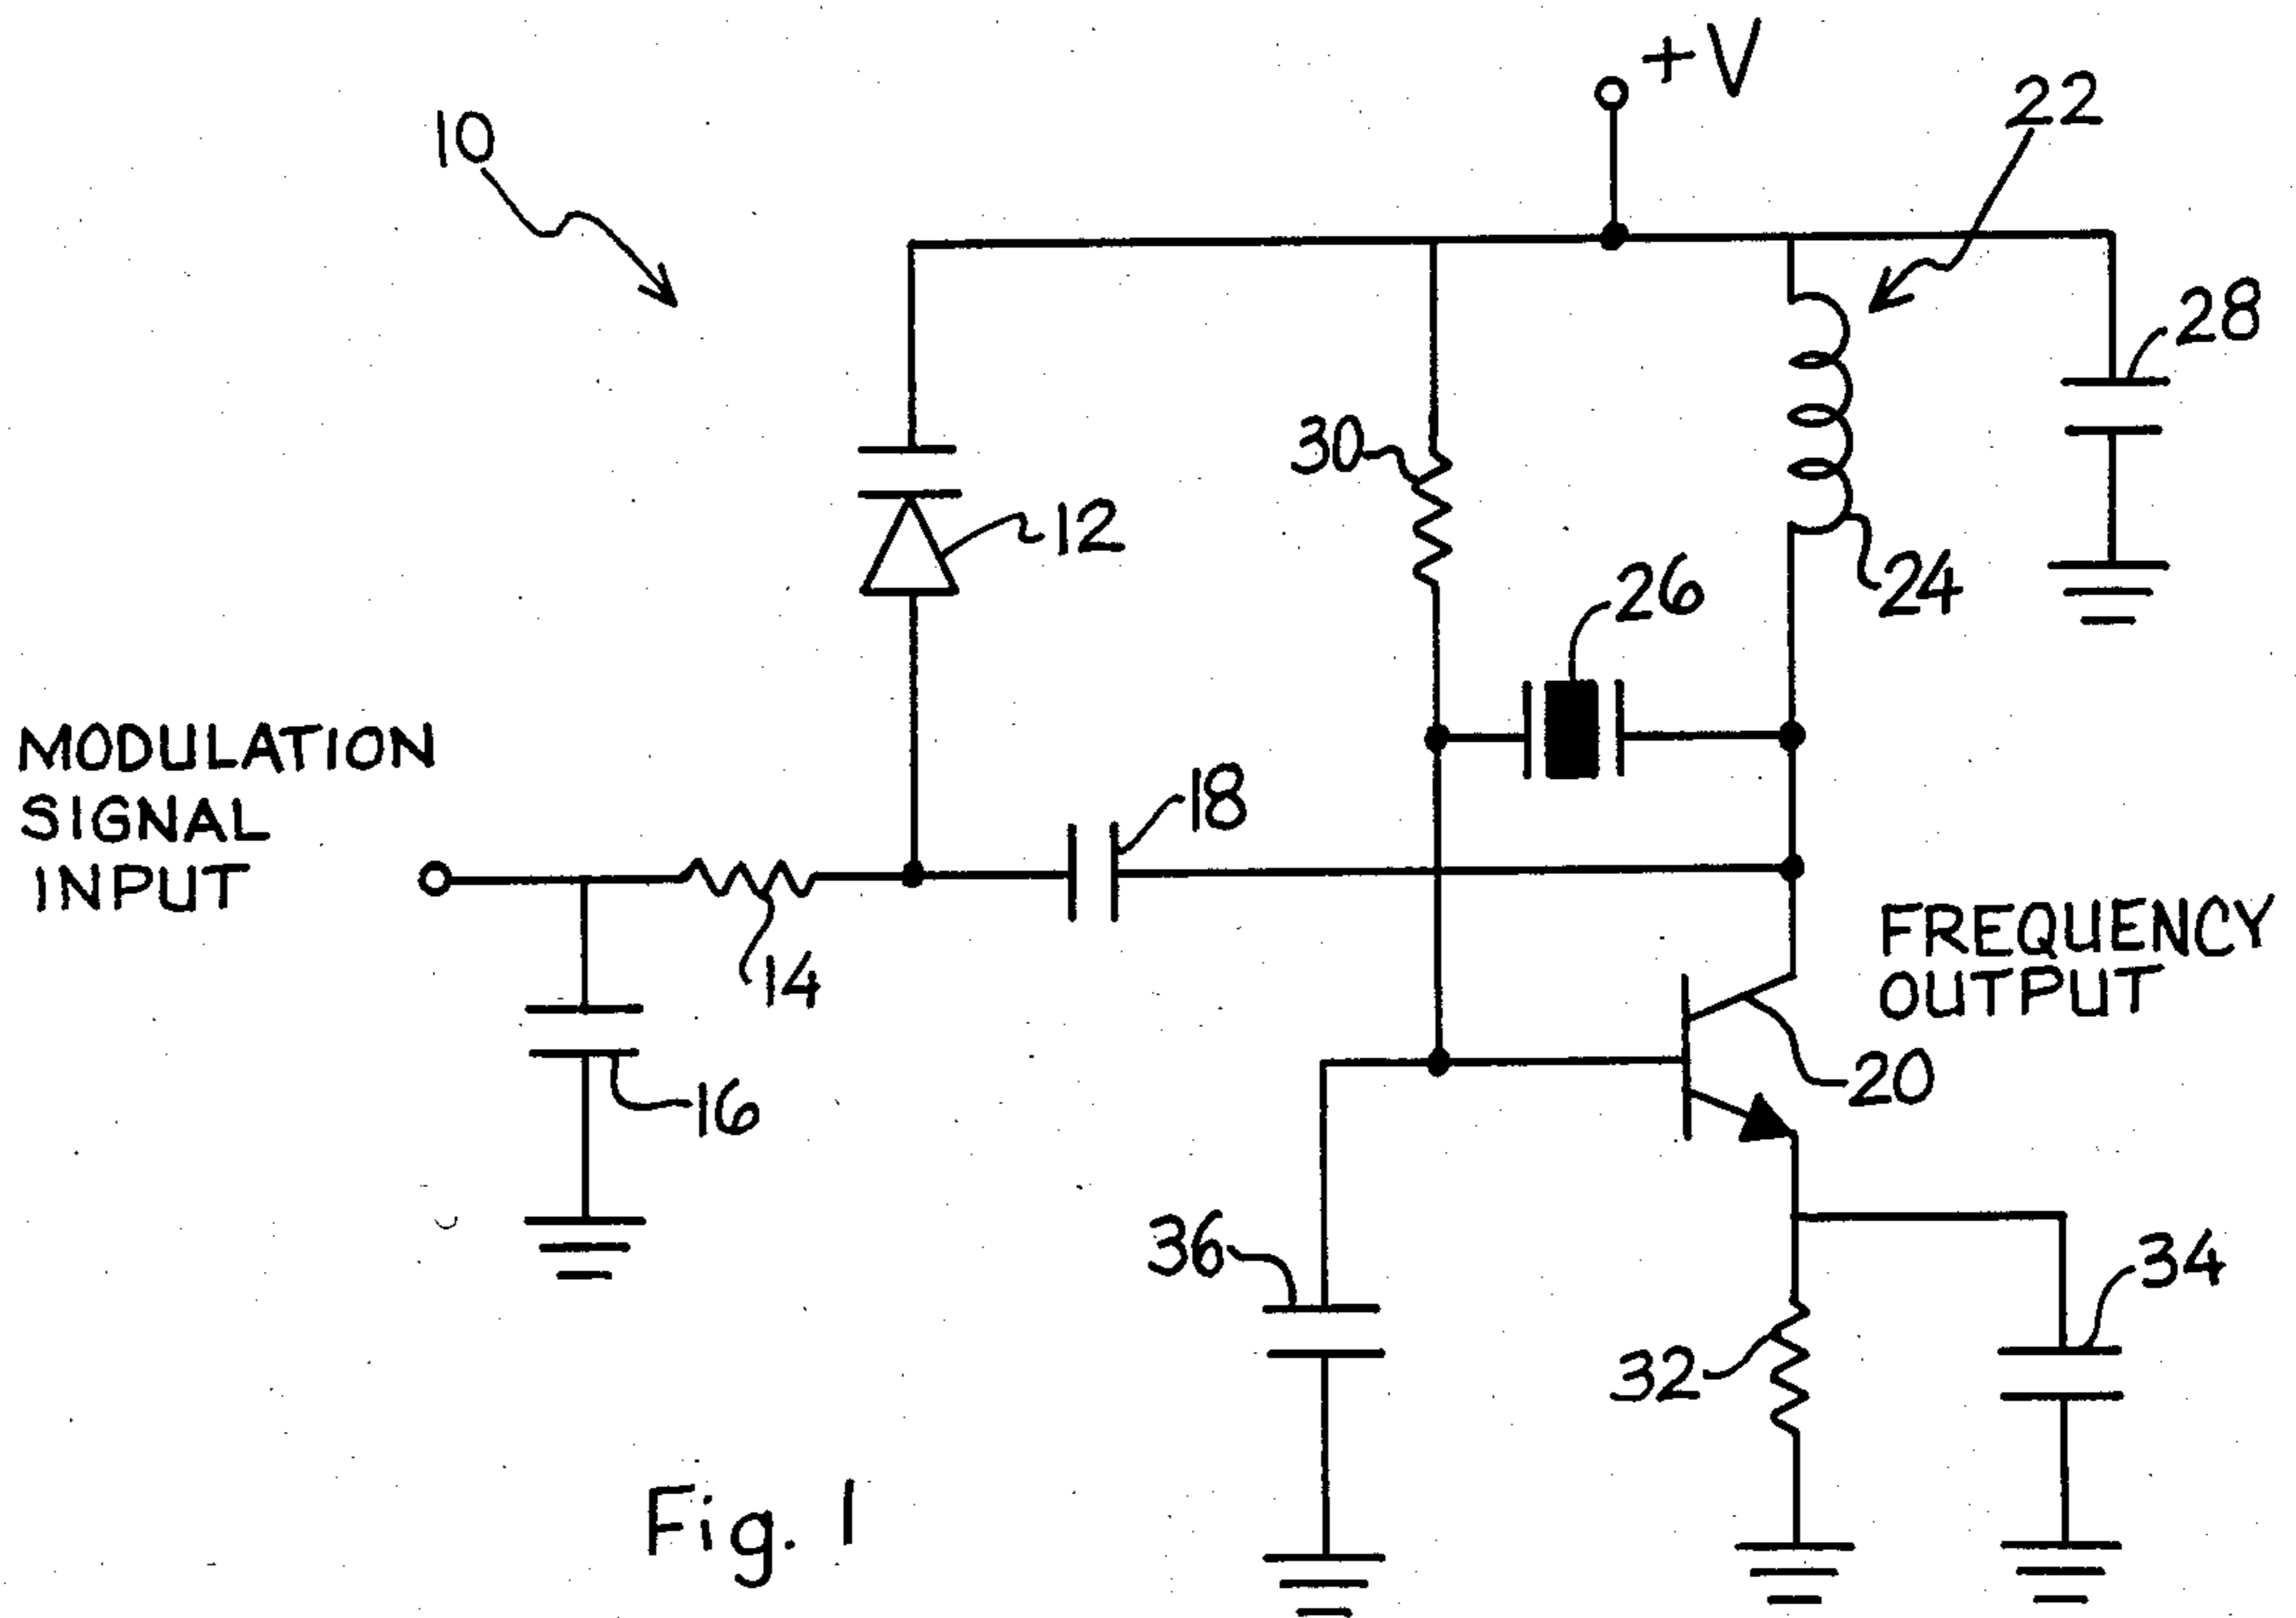 +V
22
10
28
30
12
24
26
MODULATION
SIGNAL
INPUT
18
14
FREQUENCY
OUTPUT
20
16
36
34
32
Fig. 1